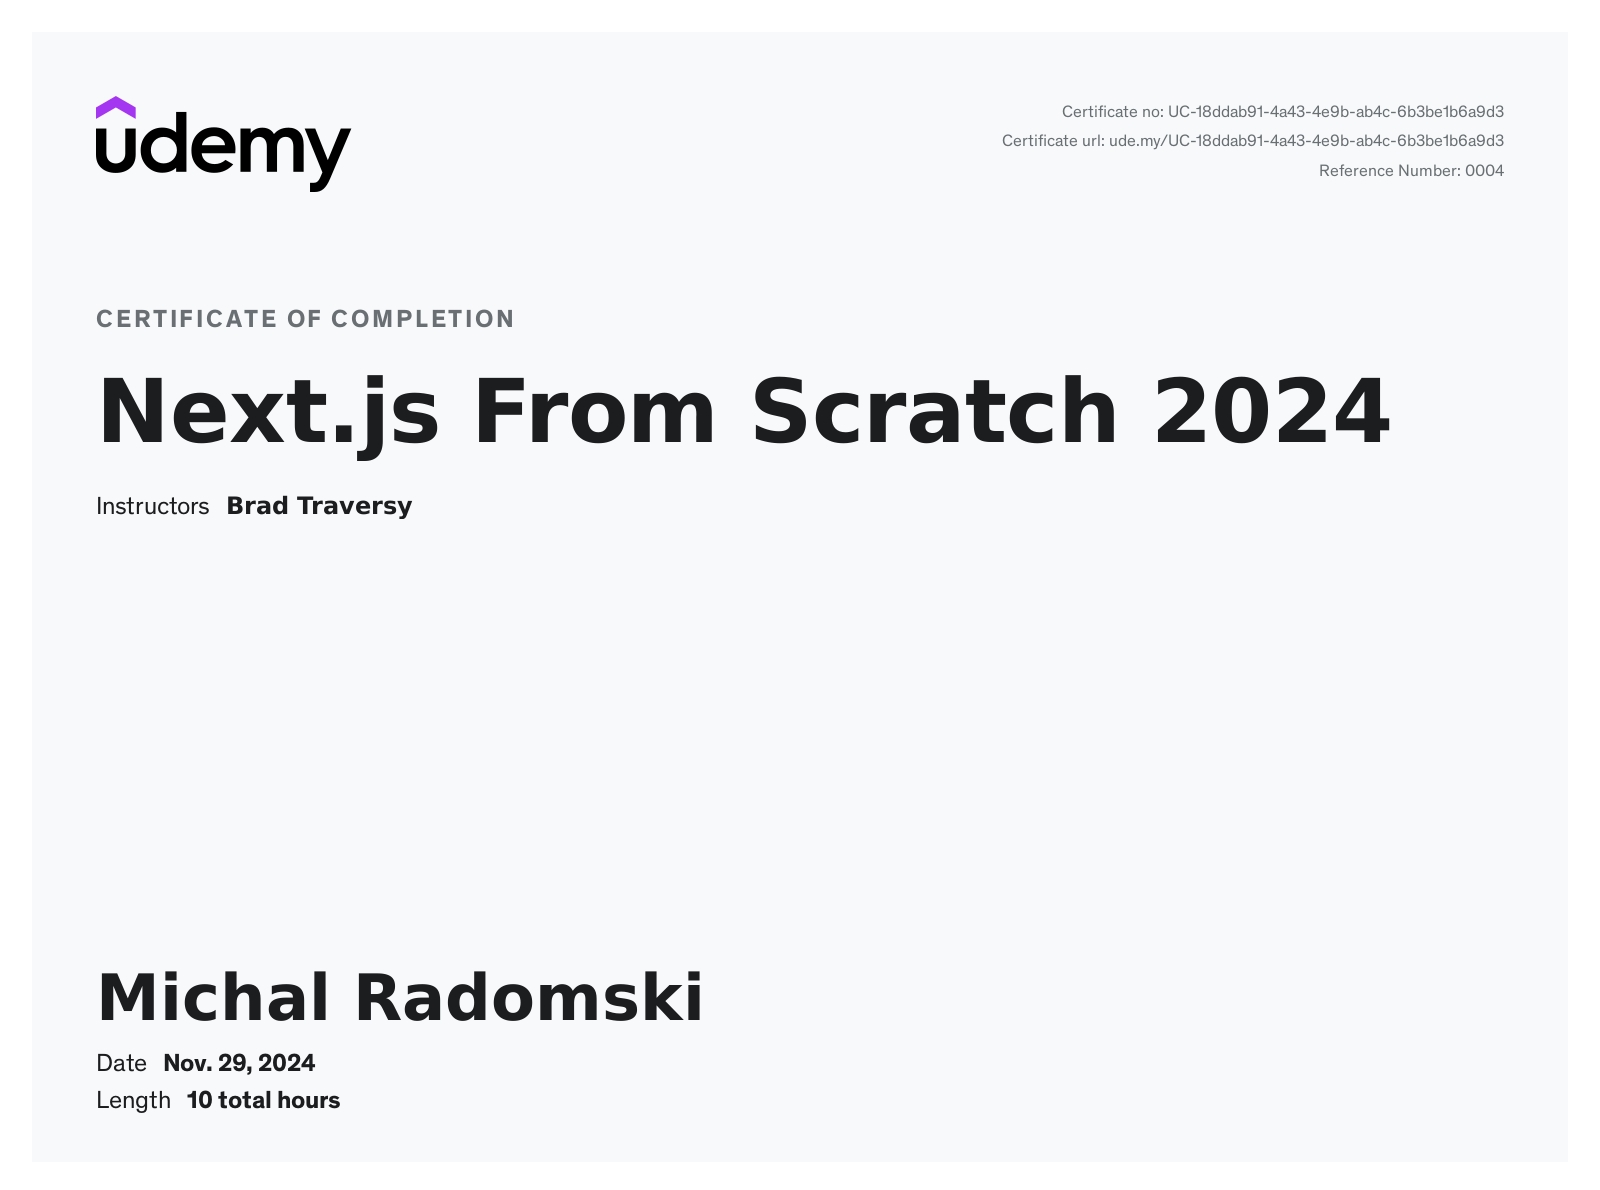 udemy
Certificate no: UC-18ddab91-4a43-4e9b-ab4c-6b3be1b6a9d3
Certificate url: ude.my/UC-18ddab91-4a43-4e9b-ab4c-6b3be1b6a9d3
Reference Number: 0004
CERTIFICATE OF COMPLETION
Next.js From Scratch 2024
Instructors Brad Traversy
Michal Radomski
Date Nov. 29, 2024
Length 10 total hours